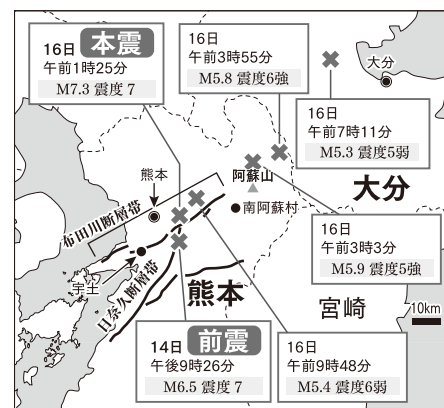 16日 本震
午前1時25分
M7.3 震度 7
16日
午前3時55分
M5.8 震度6強
大分
16日
午前7時11分
M5.3 震度5弱
熊本
阿蘇山
大分
南阿蘇村
布田川断層帯
16日
午前3時3分
M5.9 震度5強
宇土
日奈久断層帯
熊本
宮崎
10km
14日 前震
午後9時26分
M6.5 震度 7
16日
午前9時48分
M5.4 震度6弱